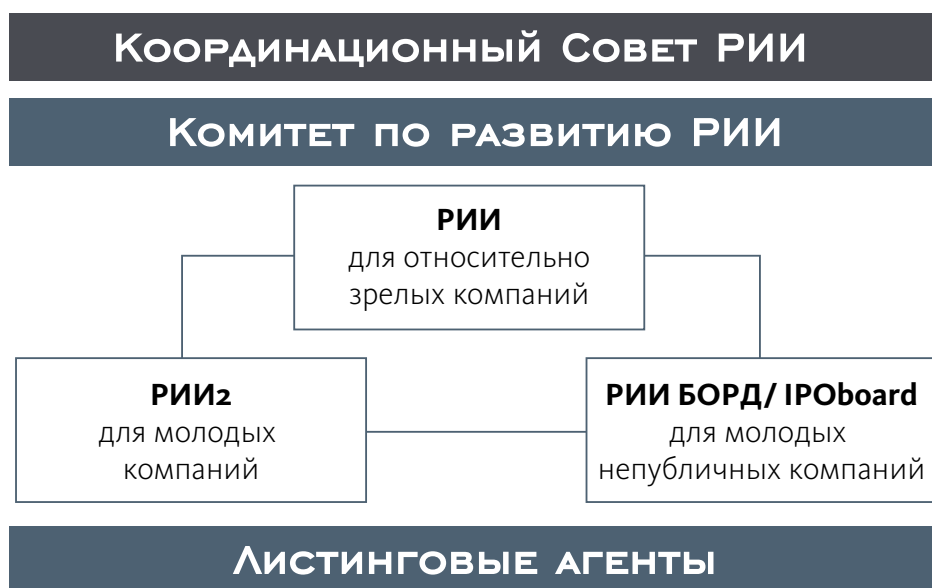 Координационный Совет РИИ
Комитет по развитию РИИ
РИИ
для относительно
зрелых компаний
РИИ2
для молодых
компаний
РИИ БОРД/ IPOboard
для молодых
непубличных компаний
Листинговые агенты